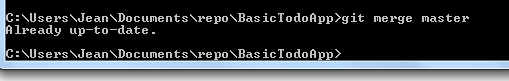 C:\Users\Jean\Documents\repo\BasicTodoApp>git merge master
Already up-to-date.
C:\Users\Jean\Documents\repo\BasicTodoApp>